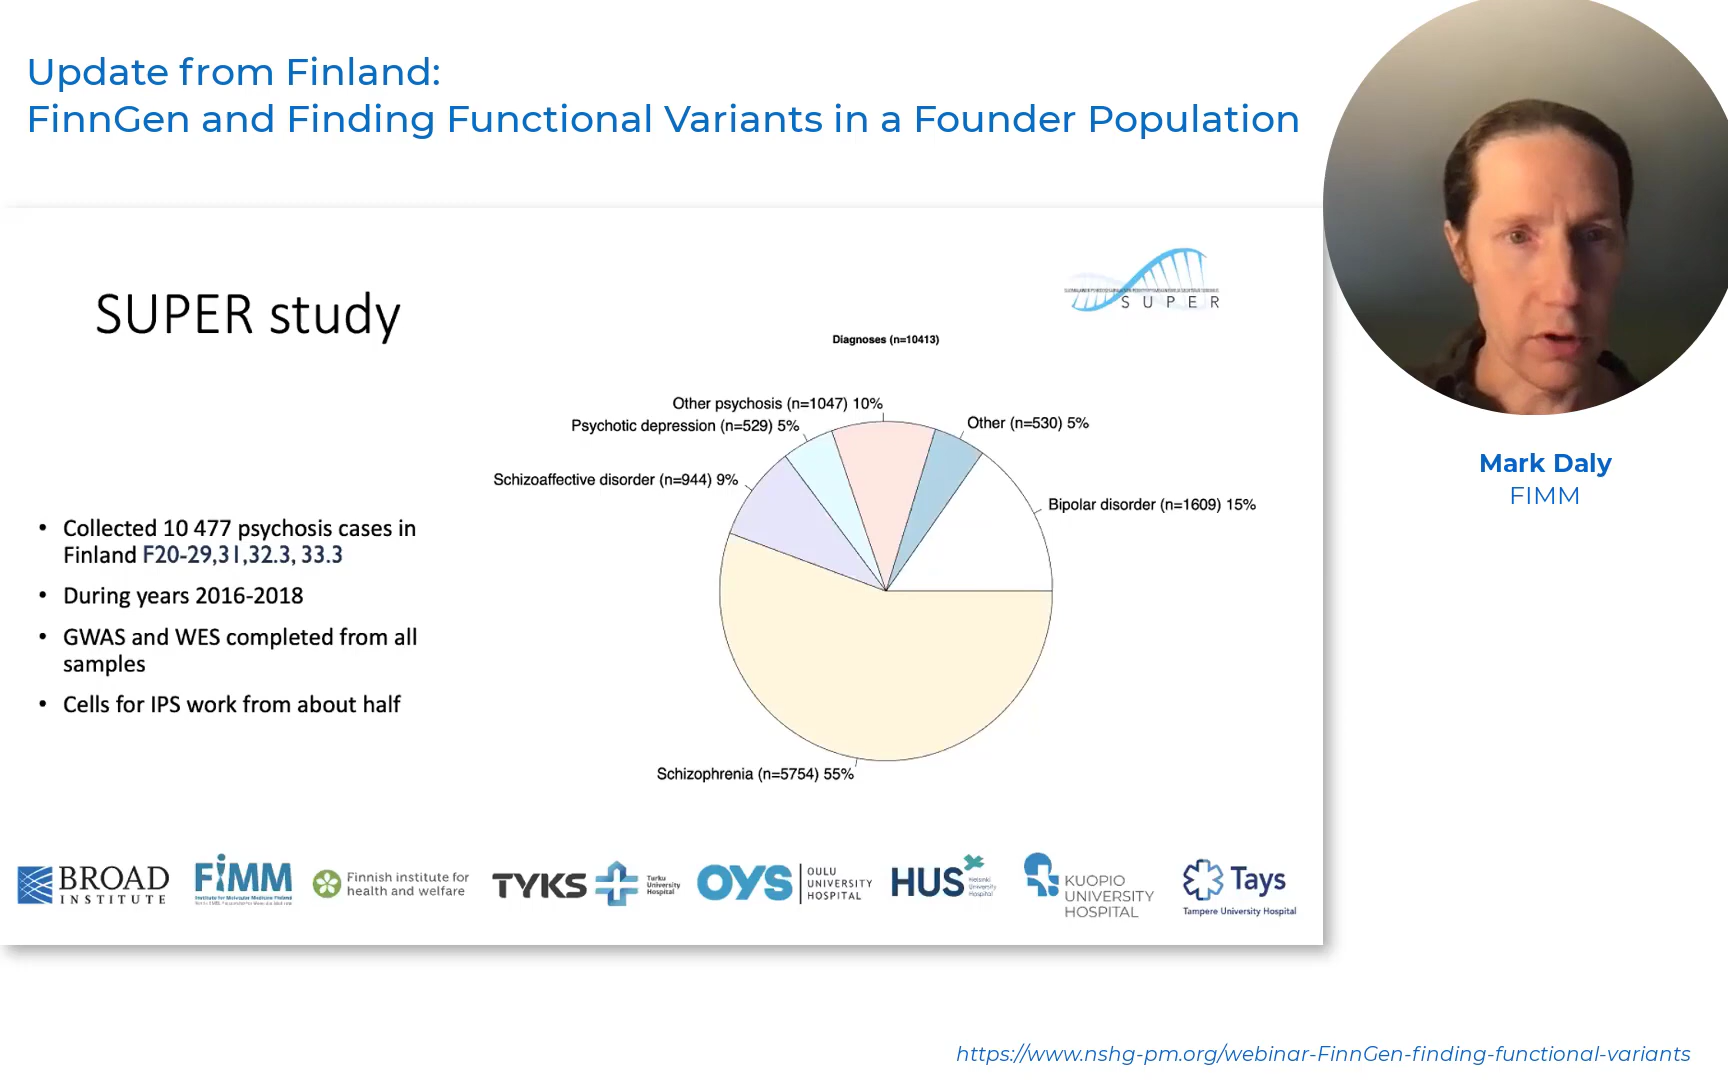 Update from Finland:
FinnGen and Finding Functional Variants in a Founder Population
SUPER study
SUPER
Diagnoses (n=10413)
Other psychosis (n=1047) 10%
Other (n=530) 5%
Psychotic depression (n=529) 5%
Schizoaffective disorder (n=944) 9%
Bipolar disorder (n=1609) 15%
Schizophrenia (n=5754) 55%
• Collected 10 477 psychosis cases in
Finland F20-29,31,32.3, 33.3
• During years 2016-2018
• GWAS and WES completed from all
samples
• Cells for IPS work from about half
Mark Daly
FIMM
BROAD
INSTITUTE
FiMM
Institute for Molecular Medicine Finland
Finnish institute for
health and welfare
TYKS
Turku
University
Hospital
OYS
OULU
UNIVERSITY
HOSPITAL
HUS
Helsinki
University
Hospital
KUOPIO
UNIVERSITY
HOSPITAL
Tays
Tampere University Hospital
https://www.nshg-pm.org/webinar-FinnGen-finding-functional-variants